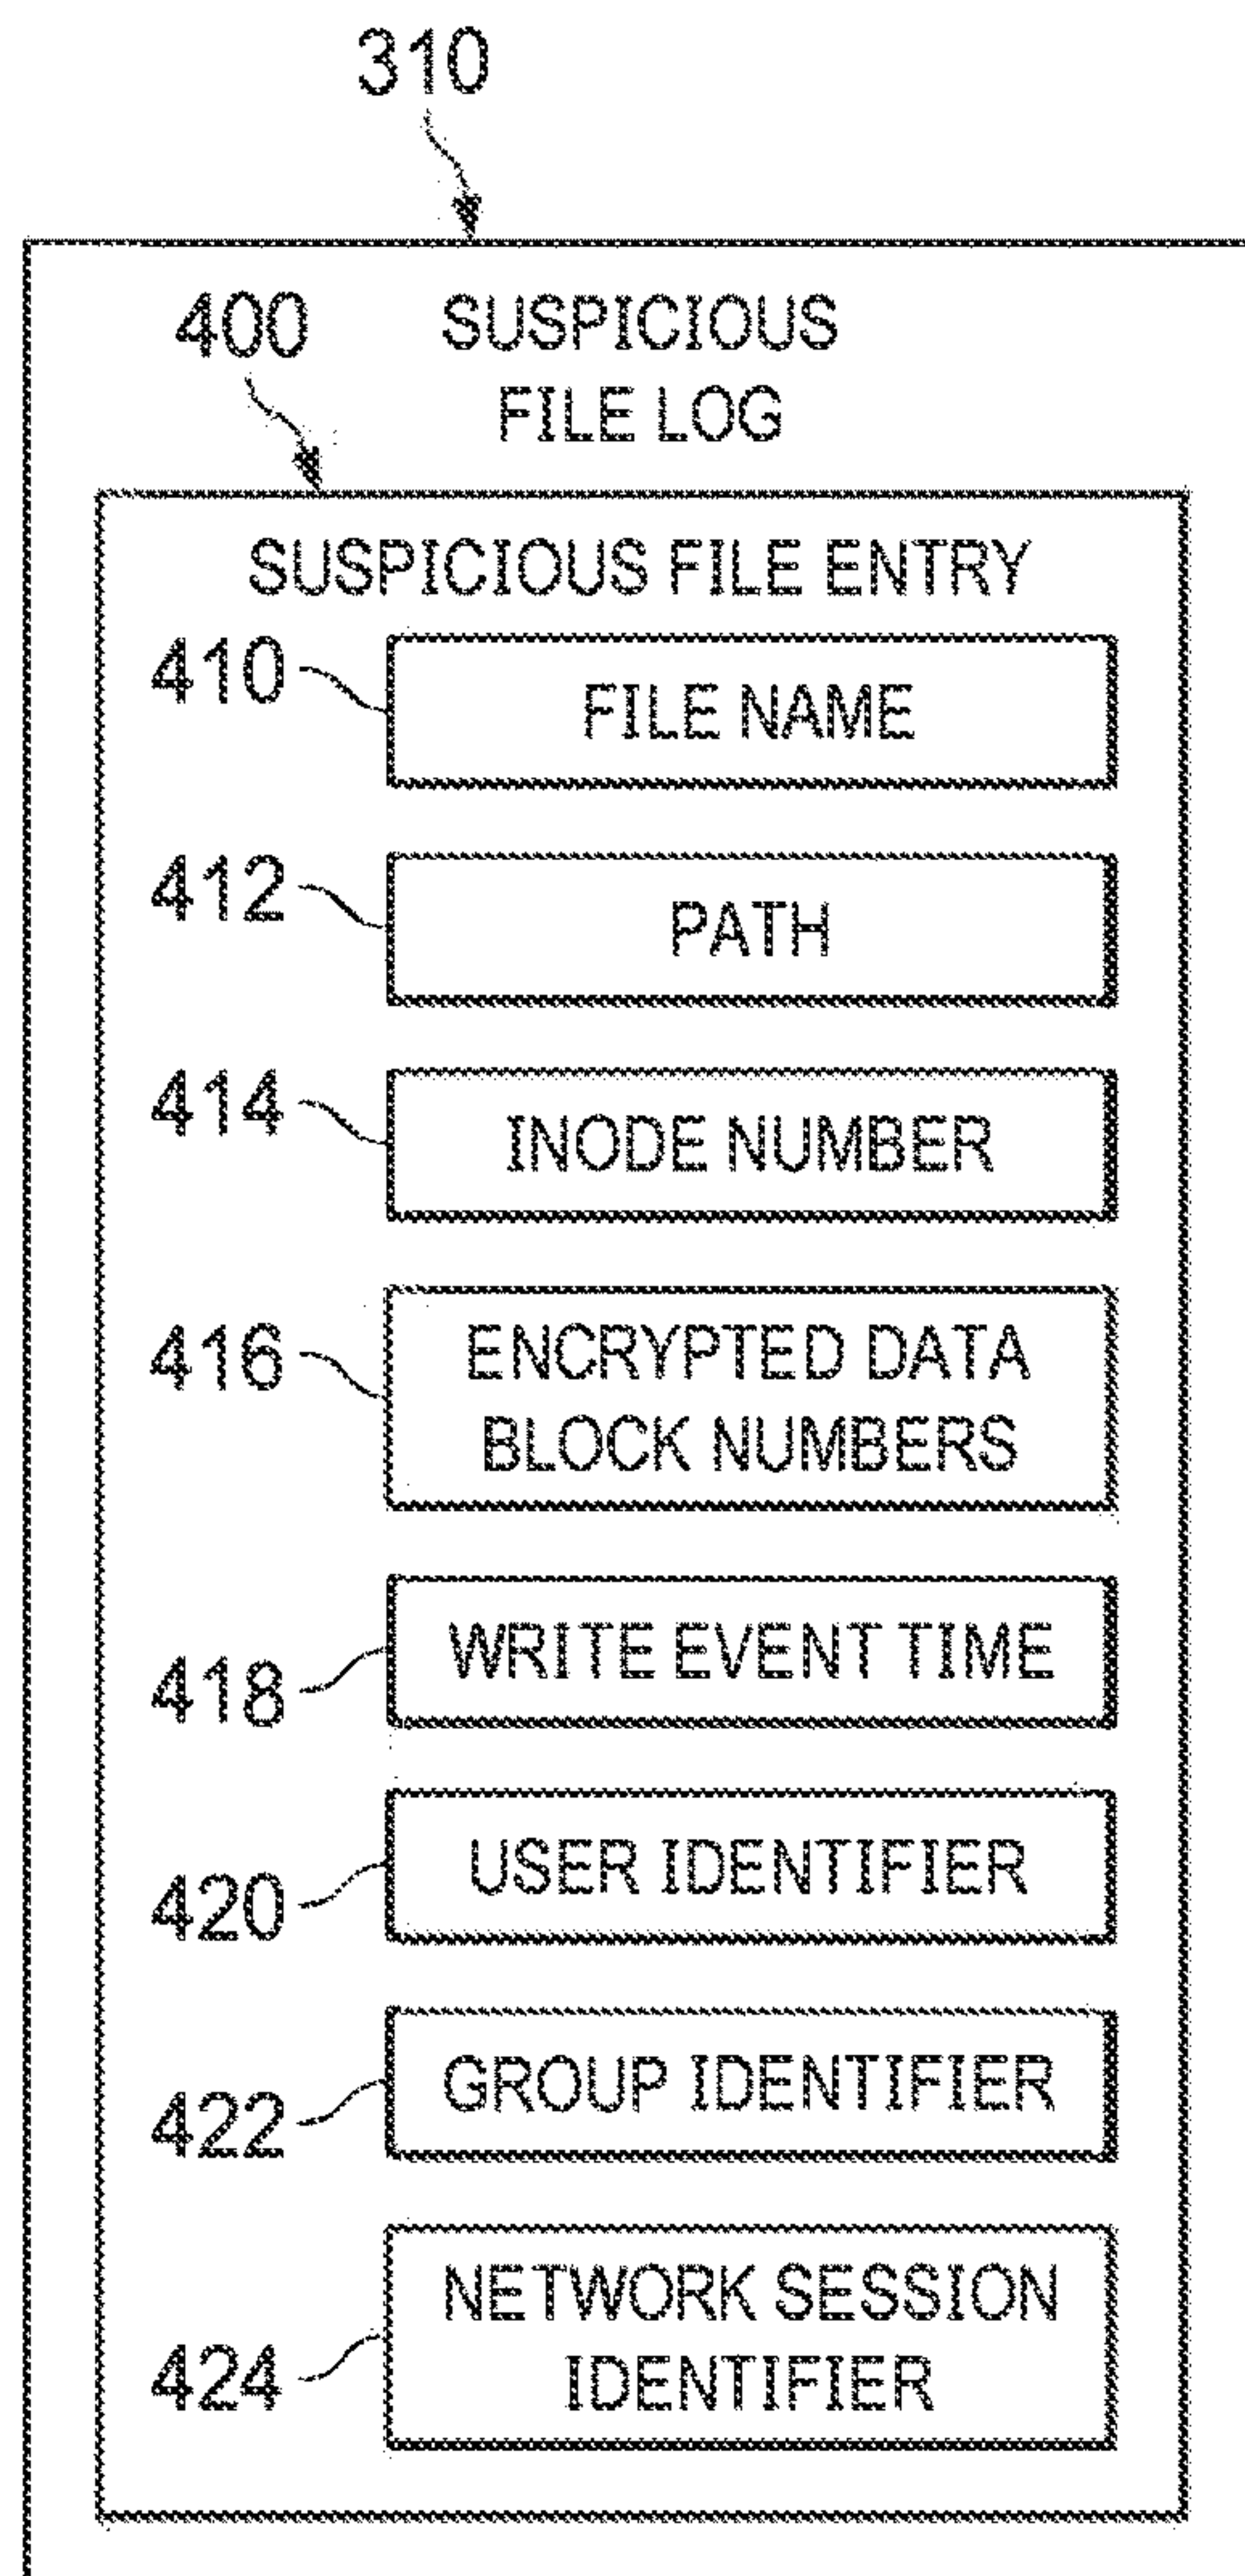 310
400
SUSPICIOUS
FILE LOG
SUSPICIOUS FILE ENTRY
410
FILE NAME
412
PATH
414
INODE NUMBER
416
ENCRYPTED DATA
BLOCK NUMBERS
418
WRITE EVENT TIME
420
USER IDENTIFIER
422
GROUP IDENTIFIER
424
NETWORK SESSION
IDENTIFIER